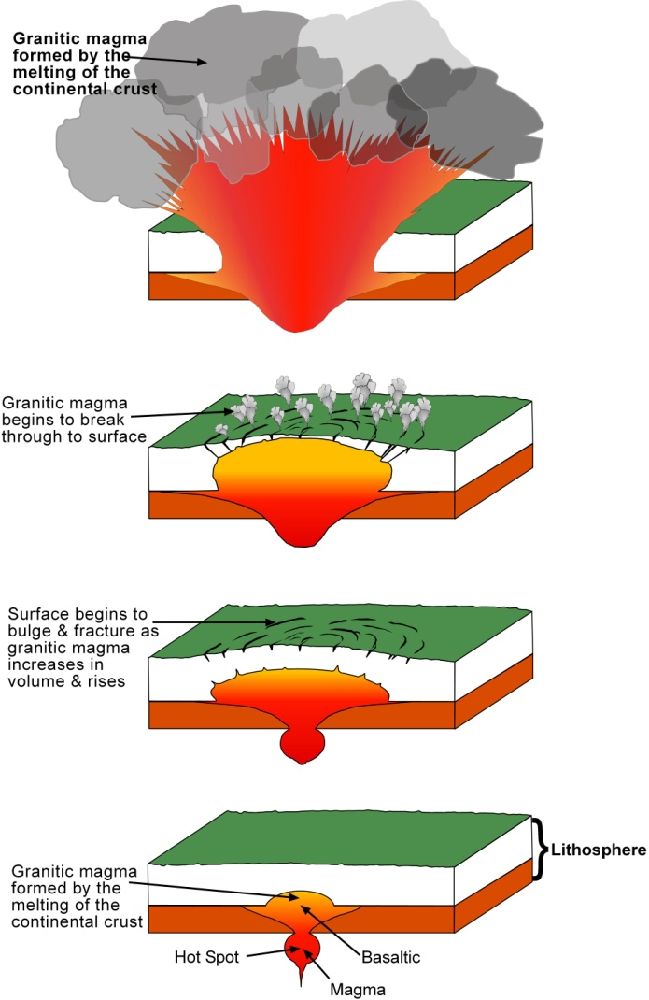 Granitic magma
formed by the
melting of the
continental crust
Granitic magma
begins to break
through to surface
Surface begins to
bulge & fracture as
granitic magma
increases in
volume & rises
Lithosphere
Granitic magma
formed by the
melting of the
continental crust
Hot Spot
Basaltic
Magma